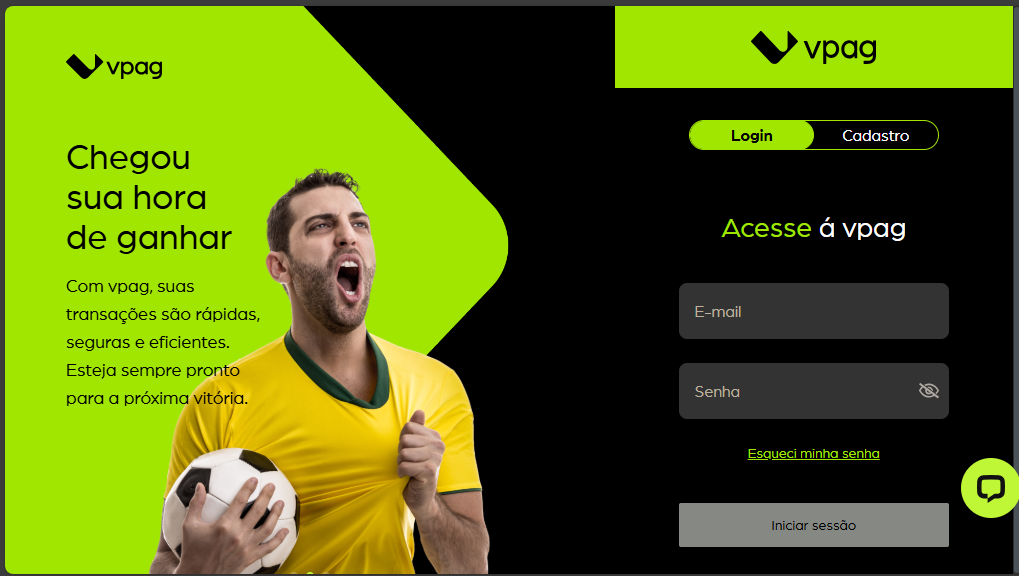 vpag
Chegou
sua hora
de ganhar
Com vpag, suas
transações são rápidas,
seguras e eficientes.
Esteja sempre pronto
para a próxima vitória.
vpag
Login
Cadastro
Acesse á vpag
E-mail
Senha
Esqueci minha senha
Iniciar sessão